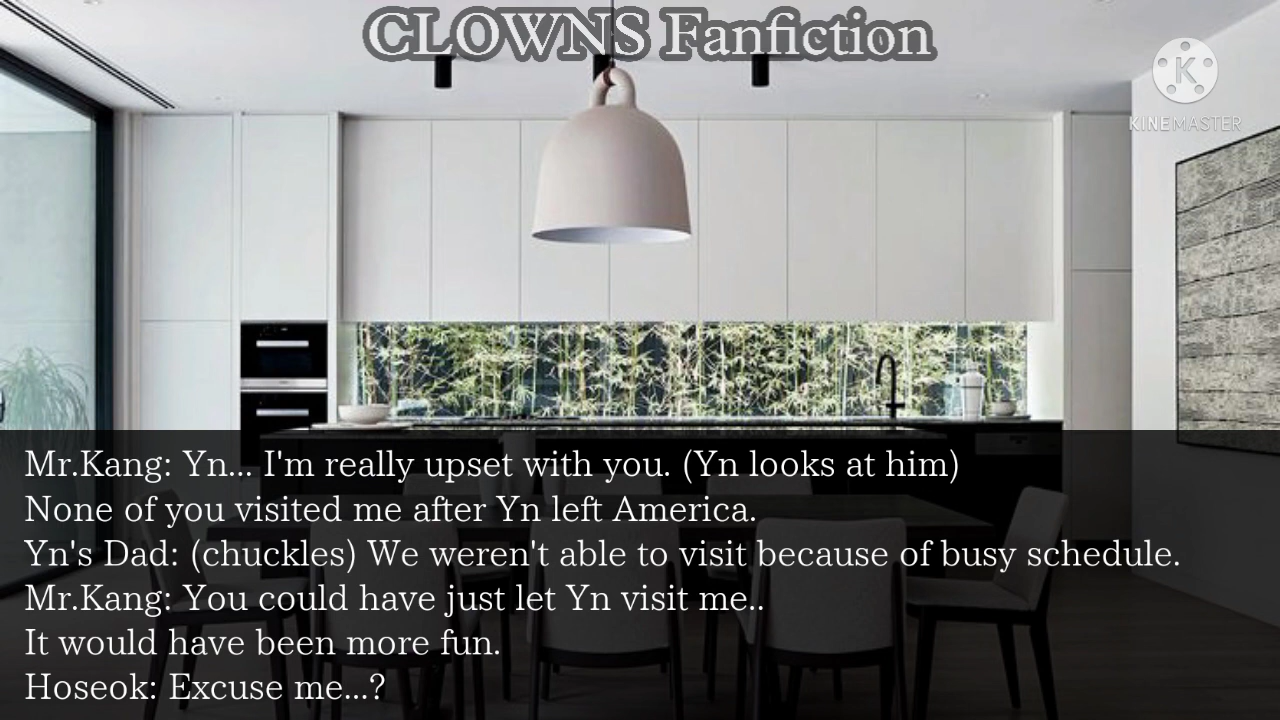 CLOWNS Fanfiction
K
KINEMASTER
Mr.Kang: Yn... I'm really upset with you. (Yn looks at him)
None of you visited me after Yn left America.
Yn's Dad: (chuckles) We weren't able to visit because of busy schedule.
Mr.Kang: You could have just let Yn visit me..
It would have been more fun.
Hoseok: Excuse me...?